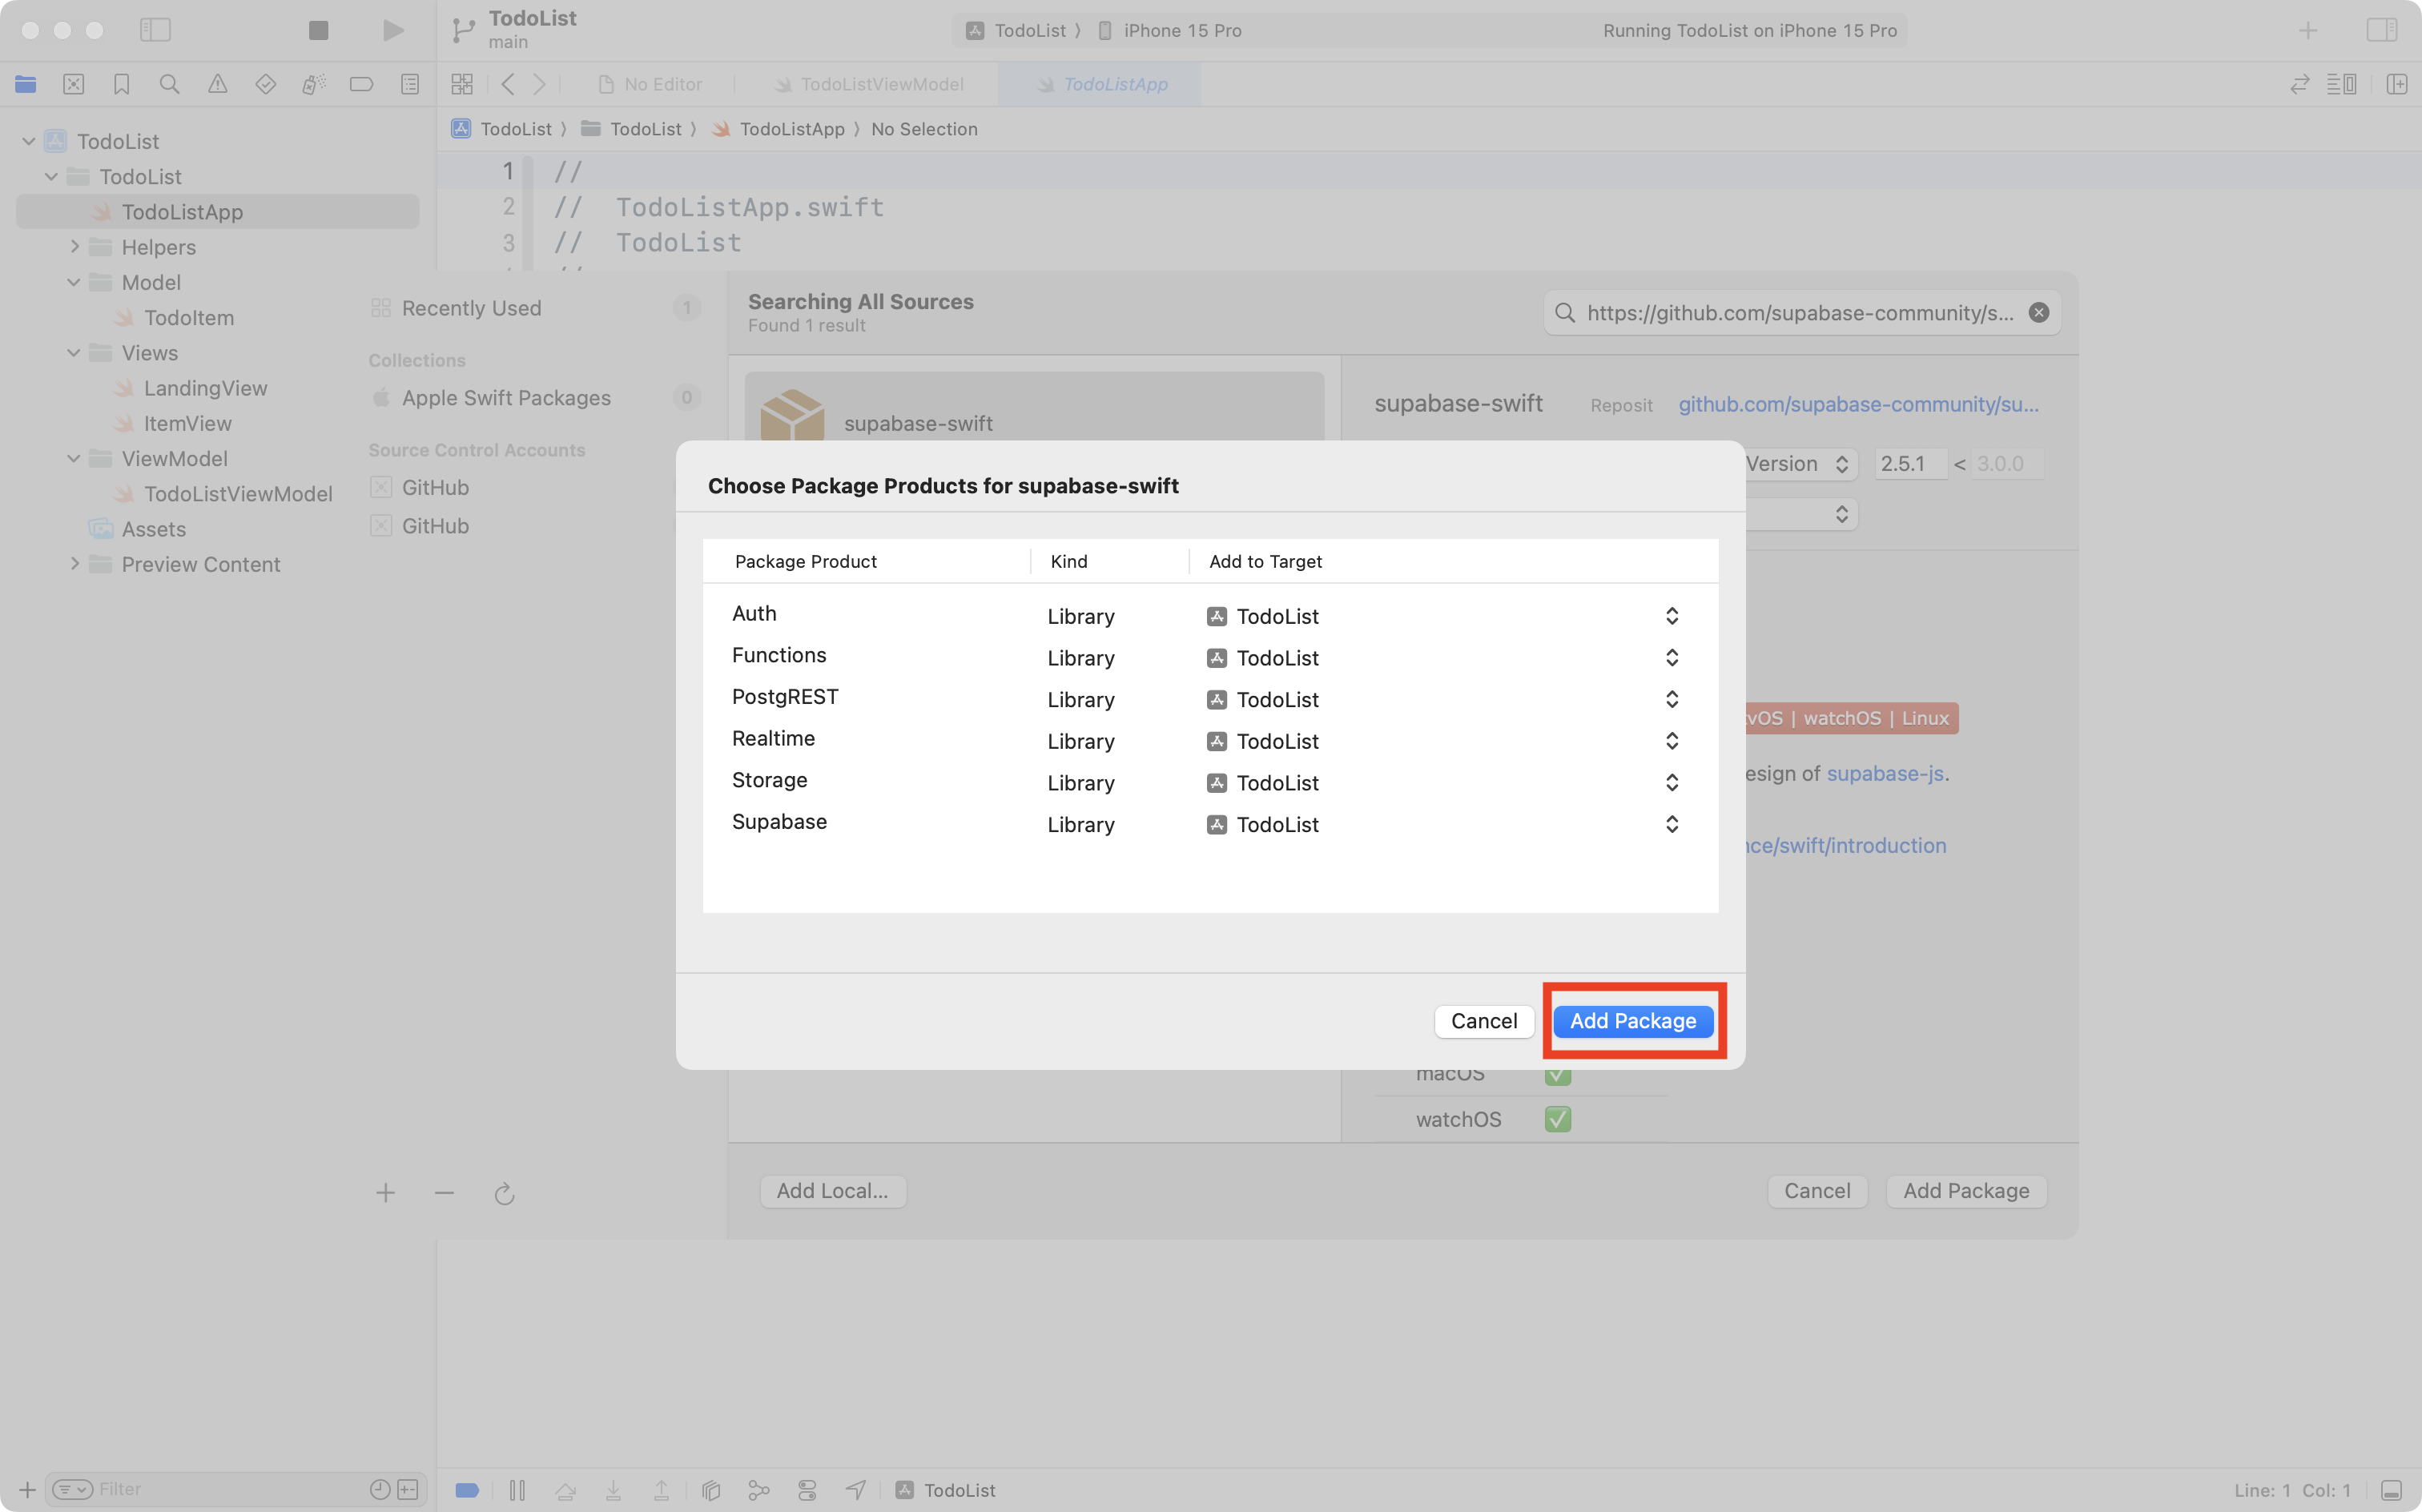 TodoList
main
TodoList 〉 iPhone 15 Pro
Running TodoList on iPhone 15 Pro
No Editor
TodoListViewModel
TodoListApp
TodoList 〉 TodoList 〉 TodoListApp 〉 No Selection
TodoList
TodoList
TodoListApp
Helpers
Model
TodoItem
Views
LandingView
ItemView
ViewModel
TodoListViewModel
Assets
Preview Content
1 //
2 // TodoListApp.swift
3 // TodoList
Recently Used 1
Collections
Apple Swift Packages 0
Source Control Accounts
GitHub
GitHub
Searching All Sources
Found 1 result
https://github.com/supabase-community/s...
supabase-swift
supabase-swift
Reposit github.com/supabase-community/su...
Version 2.5.1 < 3.0.0
Choose Package Products for supabase-swift
Package Product Kind Add to Target
Auth Library TodoList
Functions Library TodoList
PostgREST Library TodoList
Realtime Library TodoList
Storage Library TodoList
Supabase Library TodoList
Cancel Add Package
vOS | watchOS | Linux
esign of supabase-js.
nce/swift/introduction
macOS
watchOS
Add Local...
Cancel Add Package
Filter
TodoList
Line: 1 Col: 1